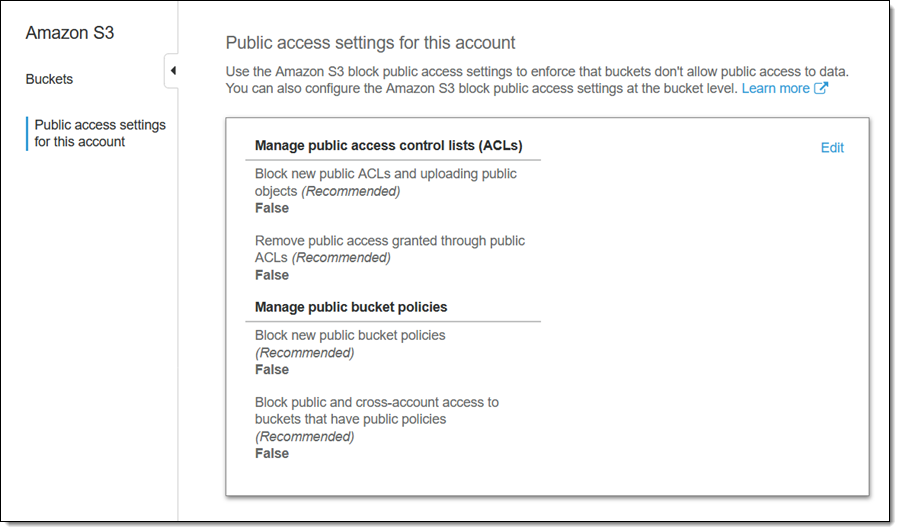 Amazon S3
Buckets
Public access settings
for this account
Public access settings for this account
Use the Amazon S3 block public access settings to enforce that buckets don't allow public access to data.
You can also configure the Amazon S3 block public access settings at the bucket level. Learn more
Manage public access control lists (ACLs)
Edit
Block new public ACLs and uploading public
objects (Recommended)
False
Remove public access granted through public
ACLs (Recommended)
False
Manage public bucket policies
Block new public bucket policies
(Recommended)
False
Block public and cross-account access to
buckets that have public policies
(Recommended)
False